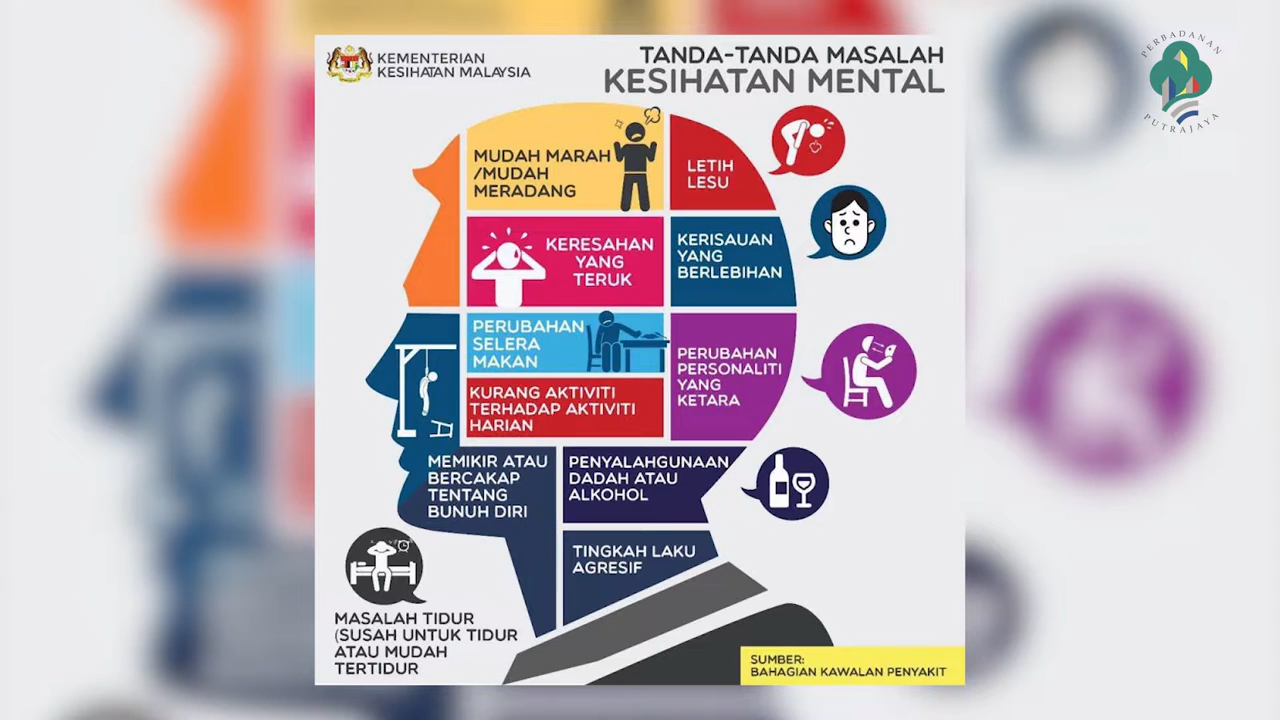 KEMENTERIAN
KESIHATAN MALAYSIA
TANDA-TANDA MASALAH
KESIHATAN MENTAL
PERBADANAN
PUTRAJAYA
MUDAH MARAH
/MUDAH
MERADANG
LETIH
LESU
KERESAHAN
YANG
TERUK
KERISAUAN
YANG
BERLEBIHAN
PERUBAHAN
SELERA
MAKAN
PERUBAHAN
PERSONALITI
YANG
KETARA
KURANG AKTIVITI
TERHADAP AKTIVITI
HARIAN
MEMIKIR ATAU
BERCAKAP
TENTANG
BUNUH DIRI
PENYALAHGUNAAN
DADAH ATAU
ALKOHOL
TINGKAH LAKU
AGRESIF
MASALAH TIDUR
(SUSAH UNTUK TIDUR
ATAU MUDAH
TERTIDUR
SUMBER:
BAHAGIAN KAWALAN PENYAKIT